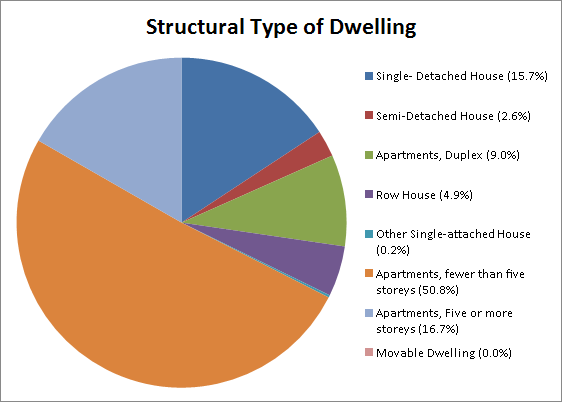 Structural Type of Dwelling
Single- Detached House (15.7%)
Semi-Detached House (2.6%)
Apartments, Duplex (9.0%)
Row House (4.9%)
Other Single-attached House
(0.2%)
Apartments, fewer than five
storeys (50.8%)
Apartments, Five or more
storeys (16.7%)
Movable Dwelling (0.0%)